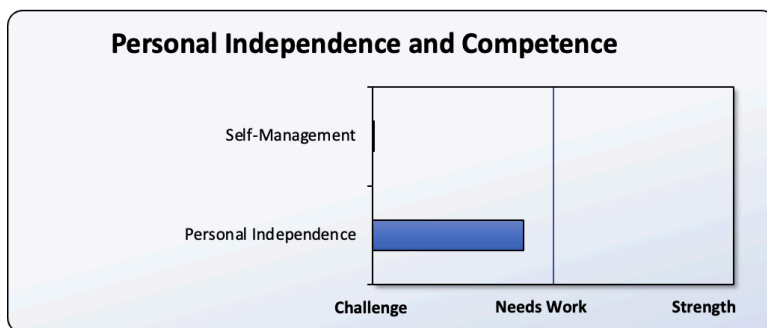 Personal Independence and Competence
Self-Management
Personal Independence
Challenge
Needs Work
Strength